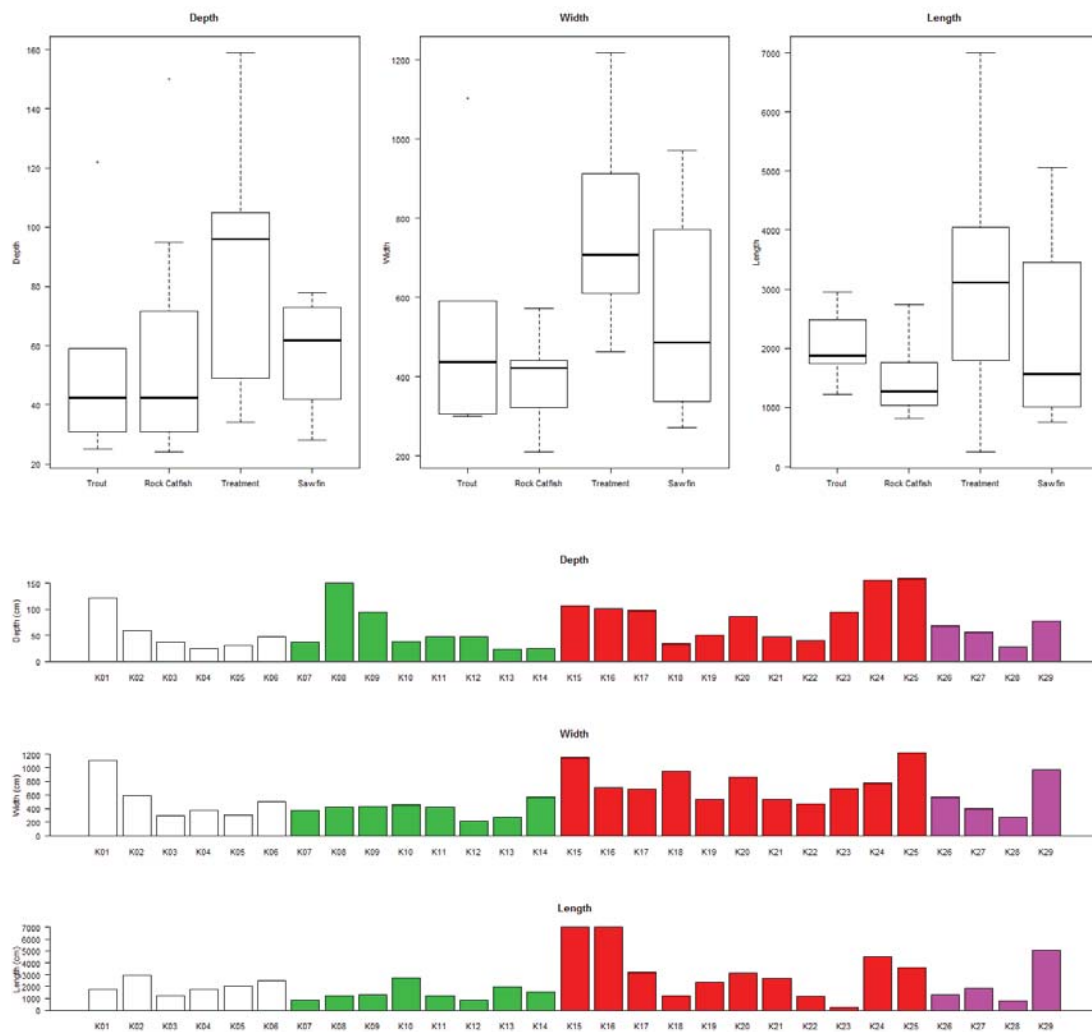 Depth Width Length
160
140
120
100
80
60
40
20
Depth
Trout Rock Catfish Treatment Sawfin
1200
1000
800
600
400
200
Width
Trout Rock Catfish Treatment Sawfin
7000
6000
5000
4000
3000
2000
1000
0
Length
Trout Rock Catfish Treatment Sawfin
Depth
150
100
50
0
Depth (cm)
K01 K02 K03 K04 K05 K06 K07 K08 K09 K10 K11 K12 K13 K14 K15 K16 K17 K18 K19 K20 K21 K22 K23 K24 K25 K26 K27 K28 K29
Width
1200
1000
800
600
400
200
0
Width (cm)
K01 K02 K03 K04 K05 K06 K07 K08 K09 K10 K11 K12 K13 K14 K15 K16 K17 K18 K19 K20 K21 K22 K23 K24 K25 K26 K27 K28 K29
Length
7000
6000
5000
4000
3000
2000
1000
0
Length (cm)
K01 K02 K03 K04 K05 K06 K07 K08 K09 K10 K11 K12 K13 K14 K15 K16 K17 K18 K19 K20 K21 K22 K23 K24 K25 K26 K27 K28 K29